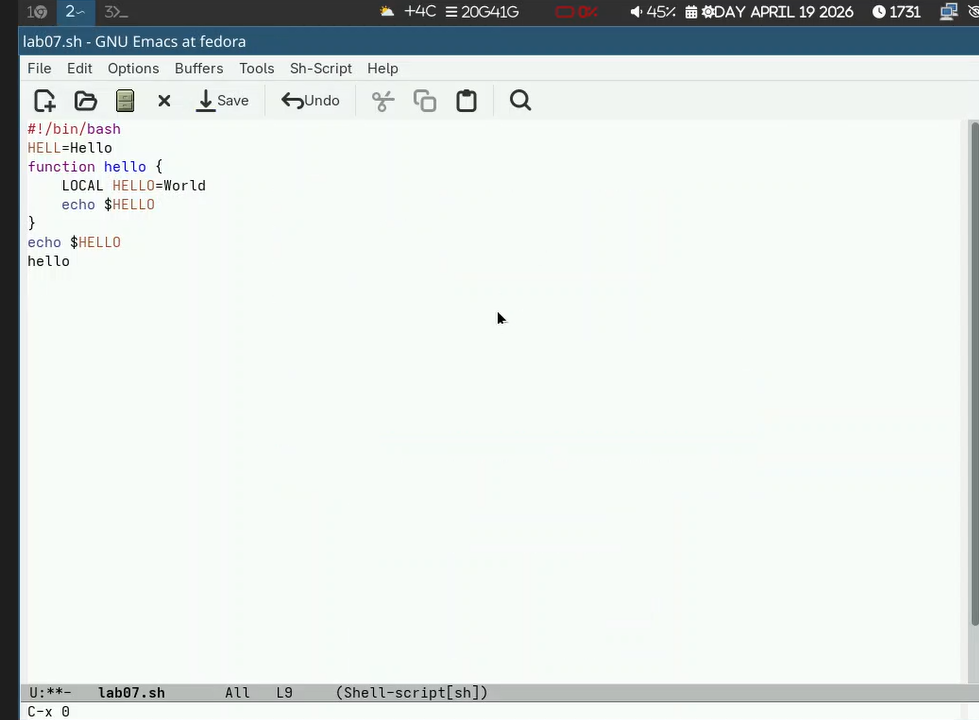 1 2 3 +4C 20G41G 0% 45% DAY APRIL 19 2026 1731
lab07.sh - GNU Emacs at fedora
File Edit Options Buffers Tools Sh-Script Help
Save Undo
#!/bin/bash
HELL=Hello
function hello {
    LOCAL HELLO=World
    echo $HELLO
}
echo $HELLO
hello
U:**-  lab07.sh  All  L9  (Shell-script[sh])
C-x 0